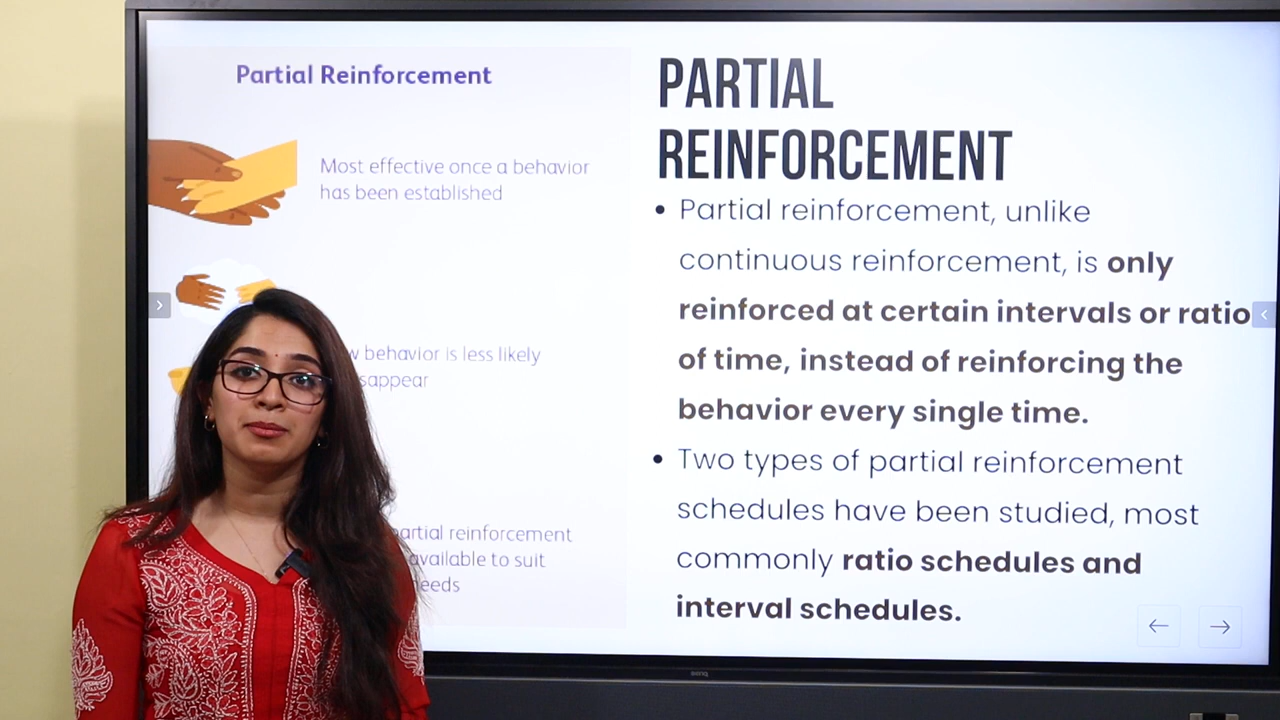 Partial Reinforcement
Most effective once a behavior
has been established
behavior is less likely
partial reinforcement
available to suit
PARTIAL
REINFORCEMENT
• Partial reinforcement, unlike
continuous reinforcement, is only
reinforced at certain intervals or ratio
of time, instead of reinforcing the
behavior every single time.
• Two types of partial reinforcement
schedules have been studied, most
commonly ratio schedules and
interval schedules.
BenQ